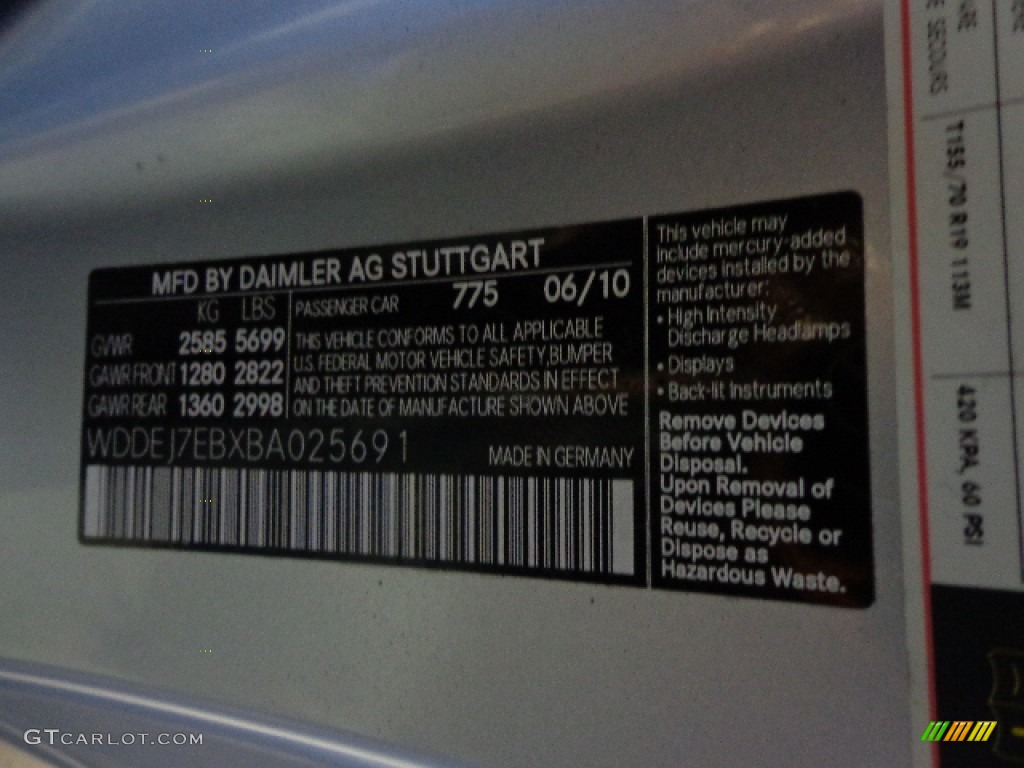 MFD BY DAIMLER AG STUTTGART
KG LBS
GVWR 2585 5699
GAWR FRONT 1280 2822
GAWR REAR 1360 2998
PASSENGER CAR 775 06/10
THIS VEHICLE CONFORMS TO ALL APPLICABLE
U.S. FEDERAL MOTOR VEHICLE SAFETY, BUMPER
AND THEFT PREVENTION STANDARDS IN EFFECT
ON THE DATE OF MANUFACTURE SHOWN ABOVE
WDDEJ7EBXBA025691
MADE IN GERMANY
This vehicle may
include mercury-added
devices installed by the
manufacturer:
• High Intensity
Discharge Headlamps
• Displays
• Back-lit Instruments
Remove Devices
Before Vehicle
Disposal.
Upon Removal of
Devices Please
Reuse, Recycle or
Dispose as
Hazardous Waste.
SECOURS
T155/70 R19 113M
420 KPA, 60 PSI
GTCARLOT.COM